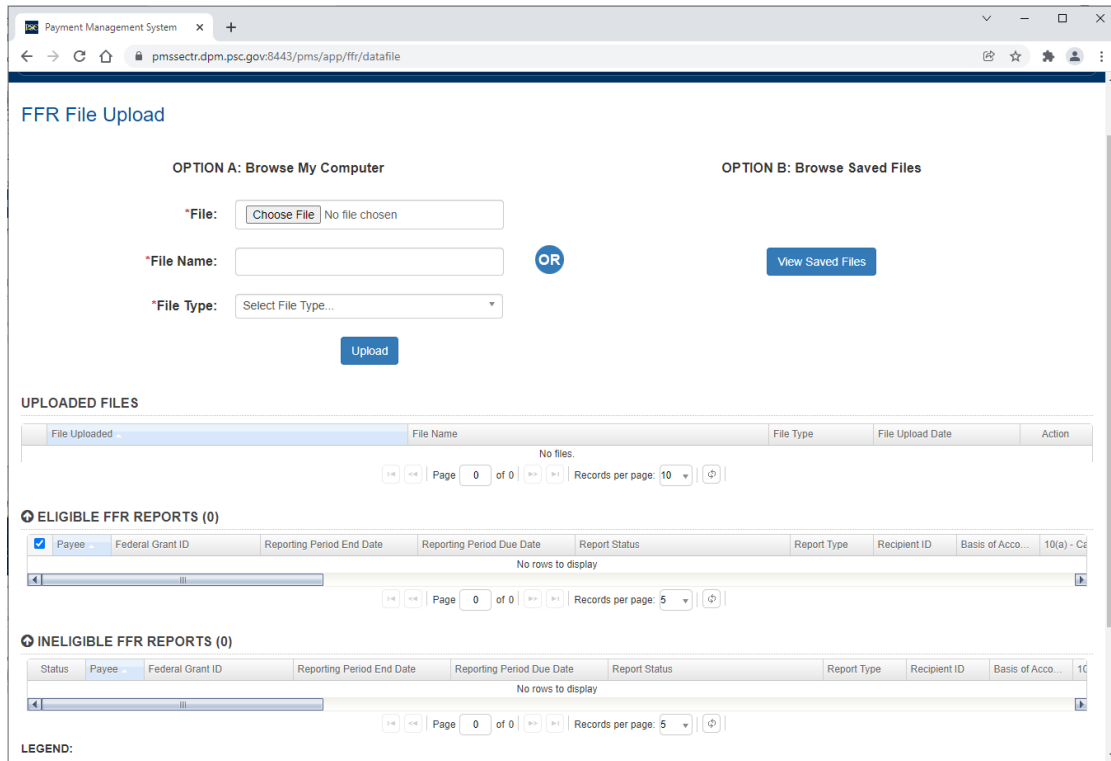 PSC Payment Management System
pmssectr.dpm.psc.gov:8443/pms/app/ffr/datafile
FFR File Upload
OPTION A: Browse My Computer
OPTION B: Browse Saved Files
*File: Choose File No file chosen
*File Name:
OR
View Saved Files
*File Type: Select File Type...
Upload
UPLOADED FILES
File Uploaded File Name File Type File Upload Date Action
No files.
Page 0 of 0 Records per page: 10
ELIGIBLE FFR REPORTS (0)
Payee Federal Grant ID Reporting Period End Date Reporting Period Due Date Report Status Report Type Recipient ID Basis of Acco... 10(a) - Ca
No rows to display
Page 0 of 0 Records per page: 5
INELIGIBLE FFR REPORTS (0)
Status Payee Federal Grant ID Reporting Period End Date Reporting Period Due Date Report Status Report Type Recipient ID Basis of Acco... 10
No rows to display
Page 0 of 0 Records per page: 5
LEGEND: